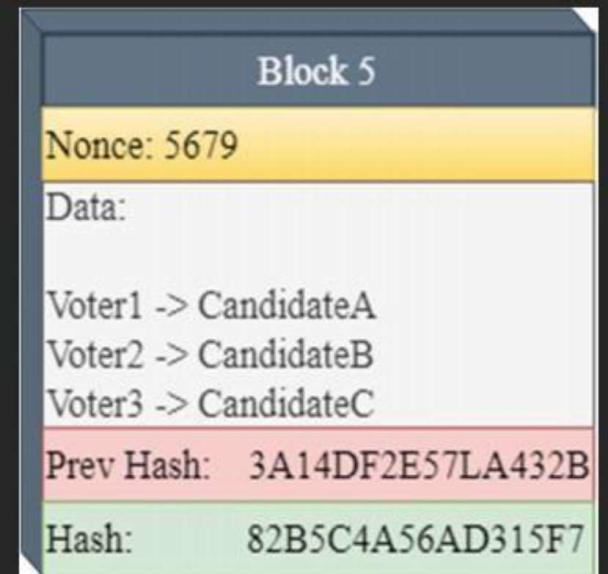 Block 5
Nonce: 5679
Data:
Voter1 -> CandidateA
Voter2 -> CandidateB
Voter3 -> CandidateC
Prev Hash: 3A14DF2E57LA432B
Hash: 82B5C4A56AD315F7